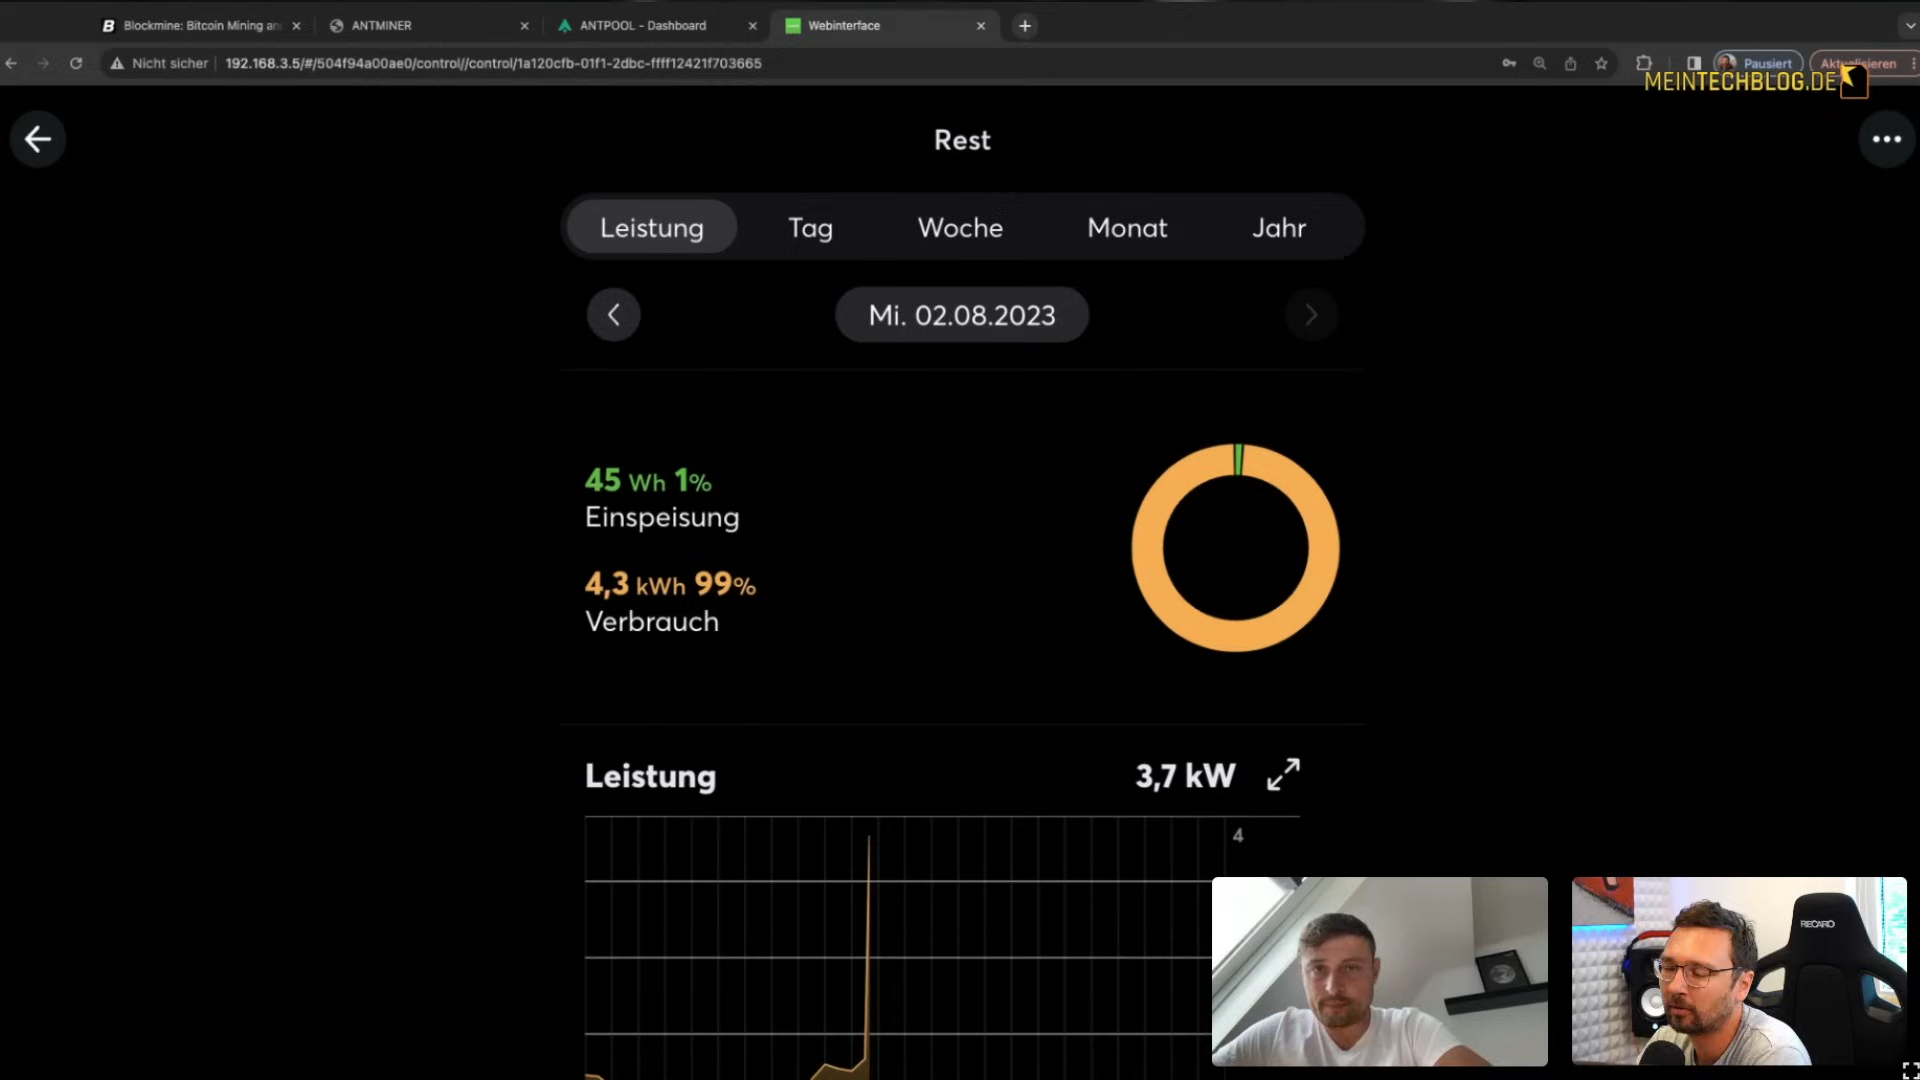 Blockmine: Bitcoin Mining an
ANTMINER
ANTPOOL - Dashboard
Webinterface
Nicht sicher
192.168.3.5/#/504f94a00ae0/control//control/1a120cfb-01f1-2dbc-ffff12421f703665
Pausiert
Aktualisieren
MEINTECHBLOG.DE
Rest
Leistung
Tag
Woche
Monat
Jahr
Mi. 02.08.2023
45 Wh 1%
Einspeisung
4,3 kWh 99%
Verbrauch
Leistung
3,7 kW
4
RECARO